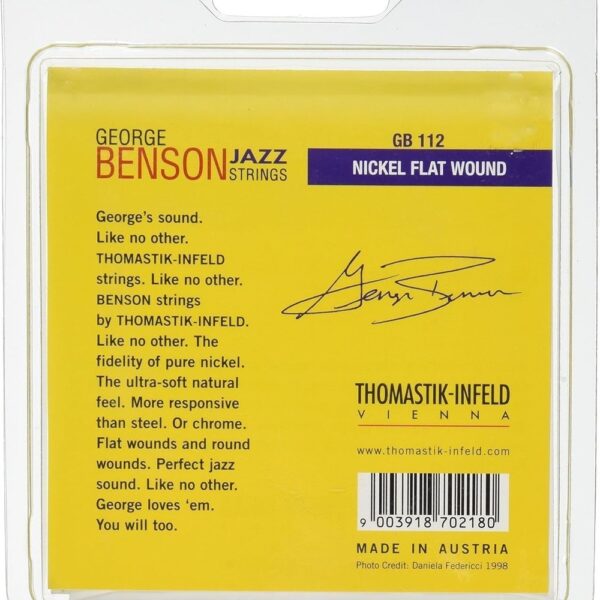 GEORGE
BENSON JAZZ STRINGS
GB 112
NICKEL FLAT WOUND
George's sound.
Like no other.
THOMASTIK-INFELD
strings. Like no other.
BENSON strings
by THOMASTIK-INFELD.
Like no other. The
fidelity of pure nickel.
The ultra-soft natural
feel. More responsive
than steel. Or chrome.
Flat wounds and round
wounds. Perfect jazz
sound. Like no other.
George loves 'em.
You will too.
George Benson
THOMASTIK-INFELD
VIENNA
www.thomastik-infeld.com
9 003918 702180
MADE IN AUSTRIA
Photo Credit: Daniela Federicci 1998